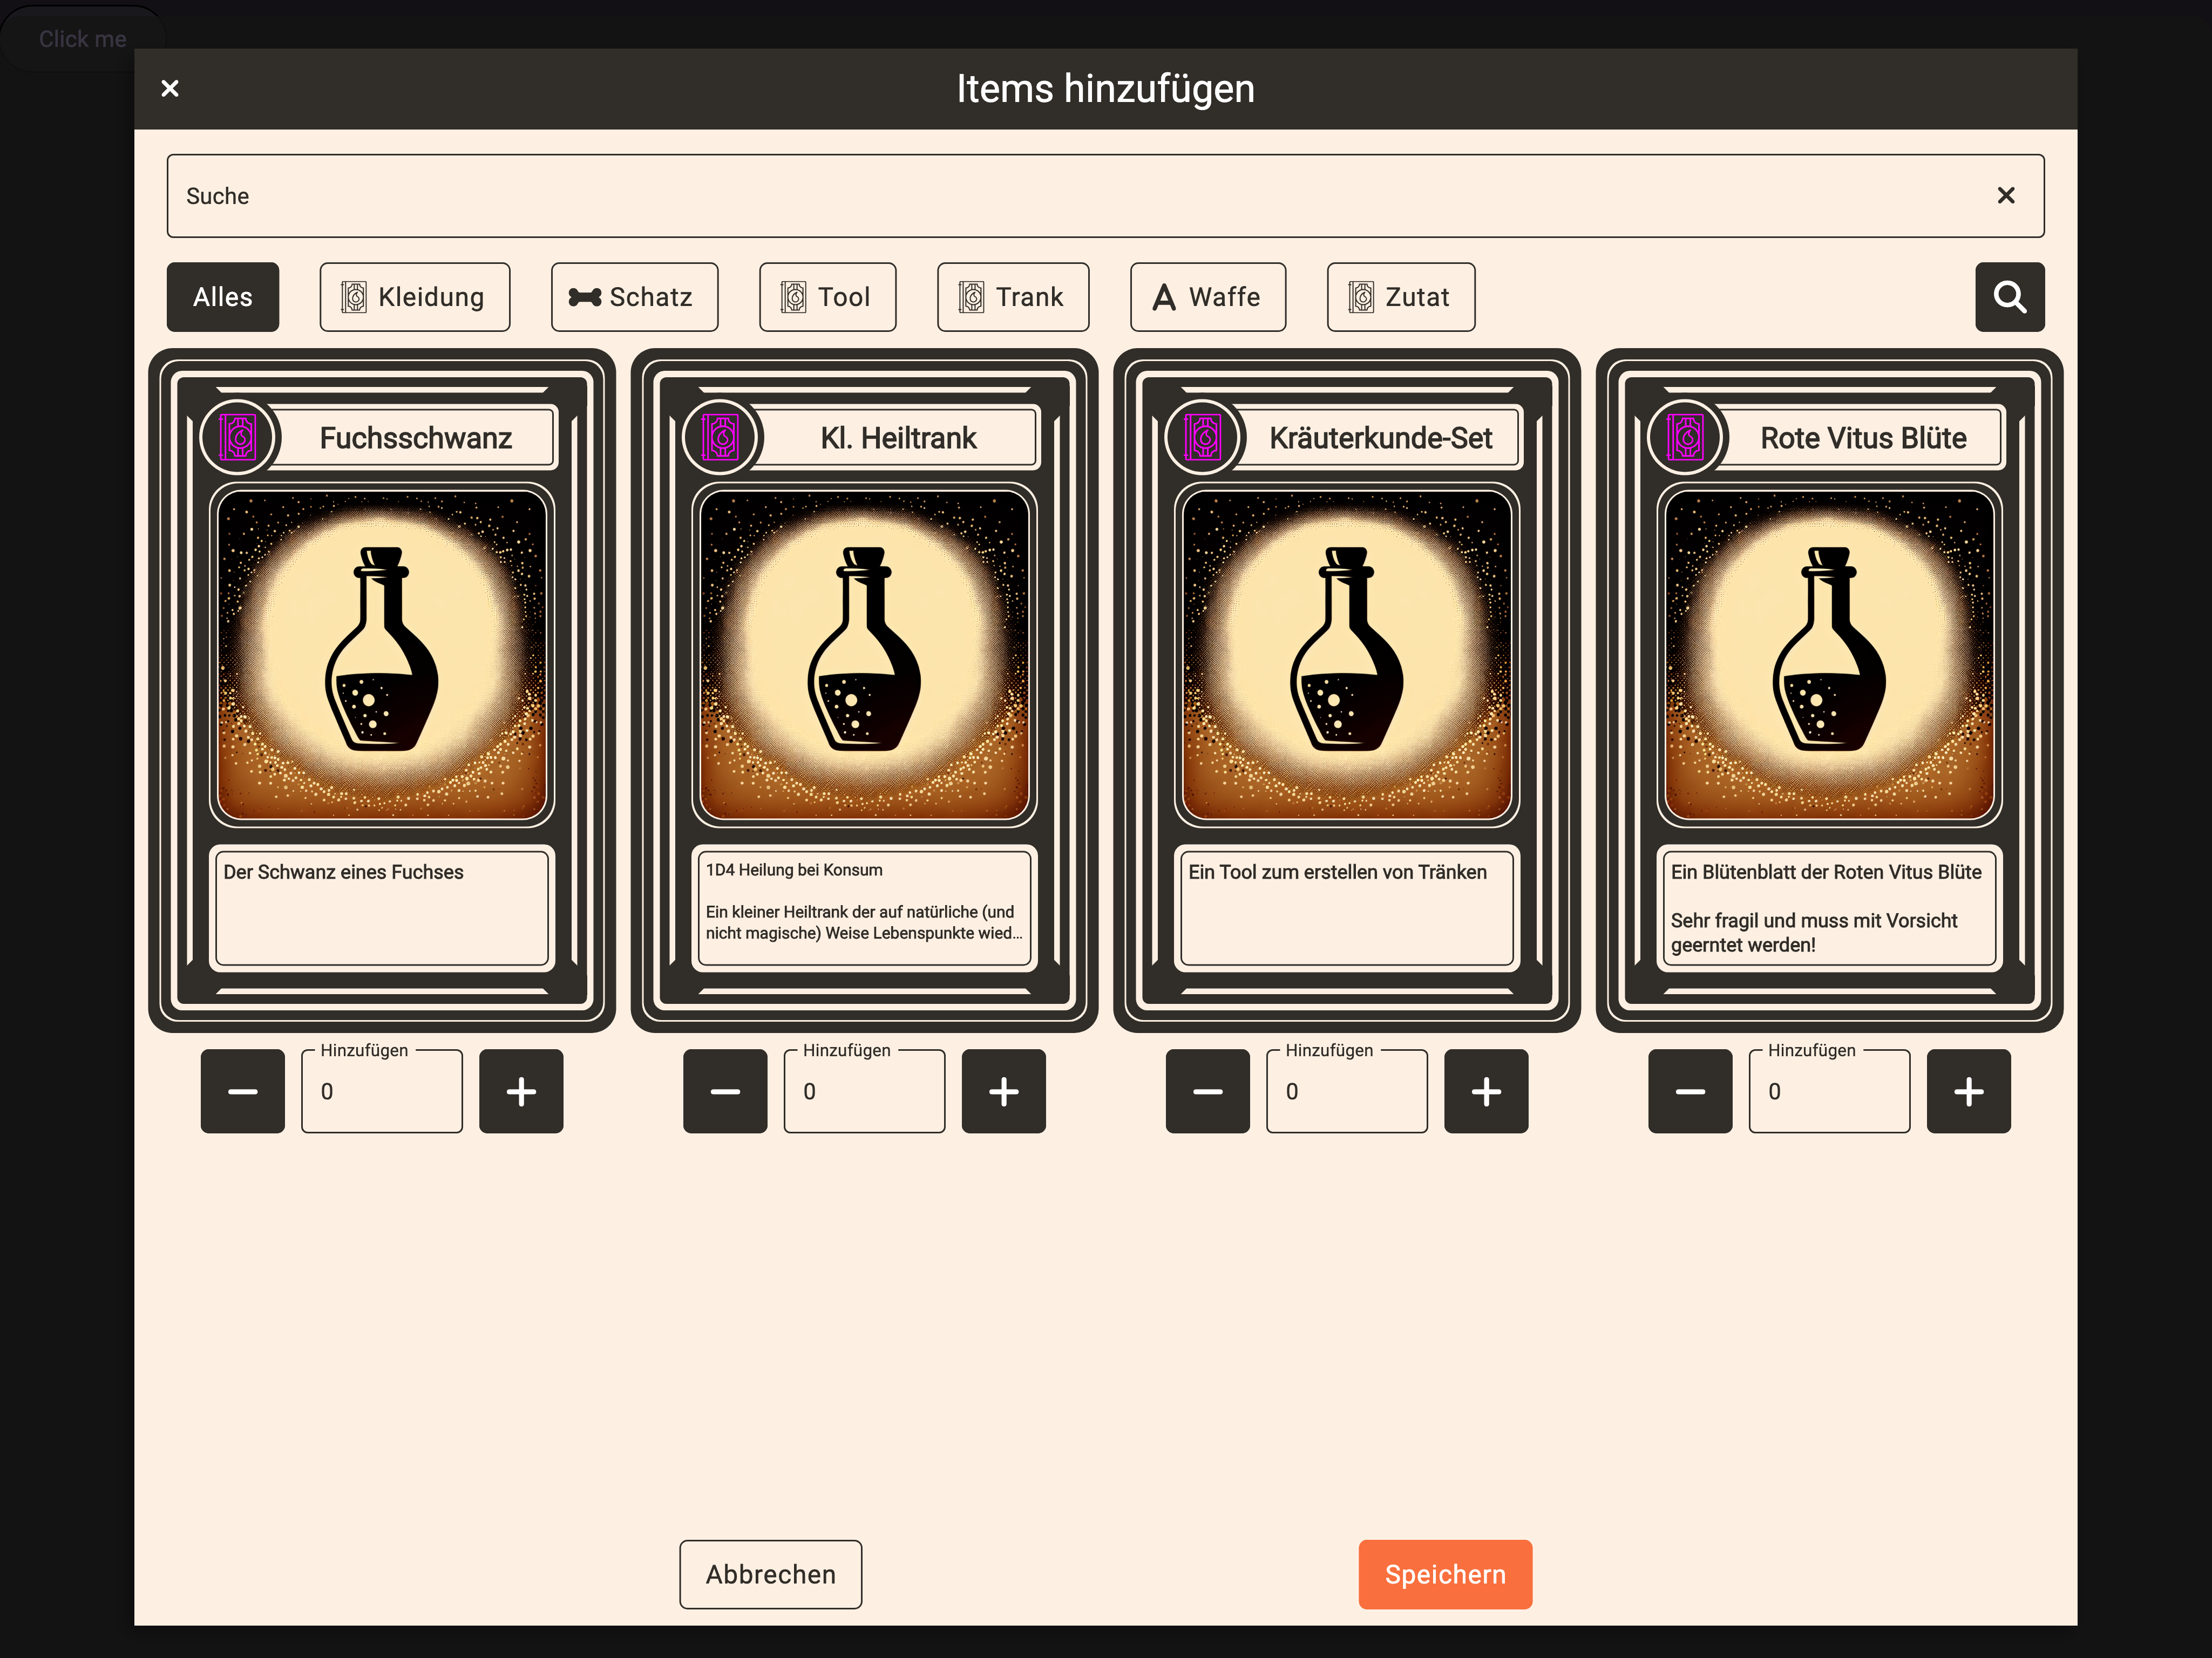 Click me
Items hinzufügen
Suche
Alles
Kleidung
Schatz
Tool
Trank
Waffe
Zutat
Fuchsschwanz
Der Schwanz eines Fuchses
Hinzufügen
0
Kl. Heiltrank
1D4 Heilung bei Konsum
Ein kleiner Heiltrank der auf natürliche (und
nicht magische) Weise Lebenspunkte wied...
Hinzufügen
0
Kräuterkunde-Set
Ein Tool zum erstellen von Tränken
Hinzufügen
0
Rote Vitus Blüte
Ein Blütenblatt der Roten Vitus Blüte
Sehr fragil und muss mit Vorsicht
geerntet werden!
Hinzufügen
0
Abbrechen
Speichern